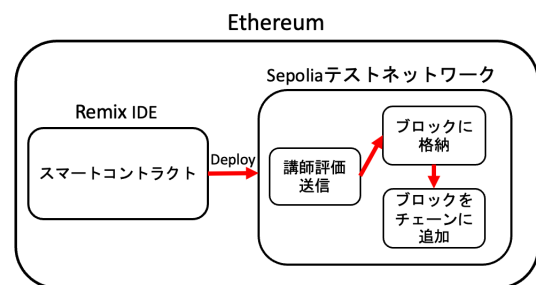 Ethereum
Sepoliaテストネットワーク
Remix IDE
スマートコントラクト
Deploy
講師評価
送信
ブロックに
格納
ブロックを
チェーンに
追加